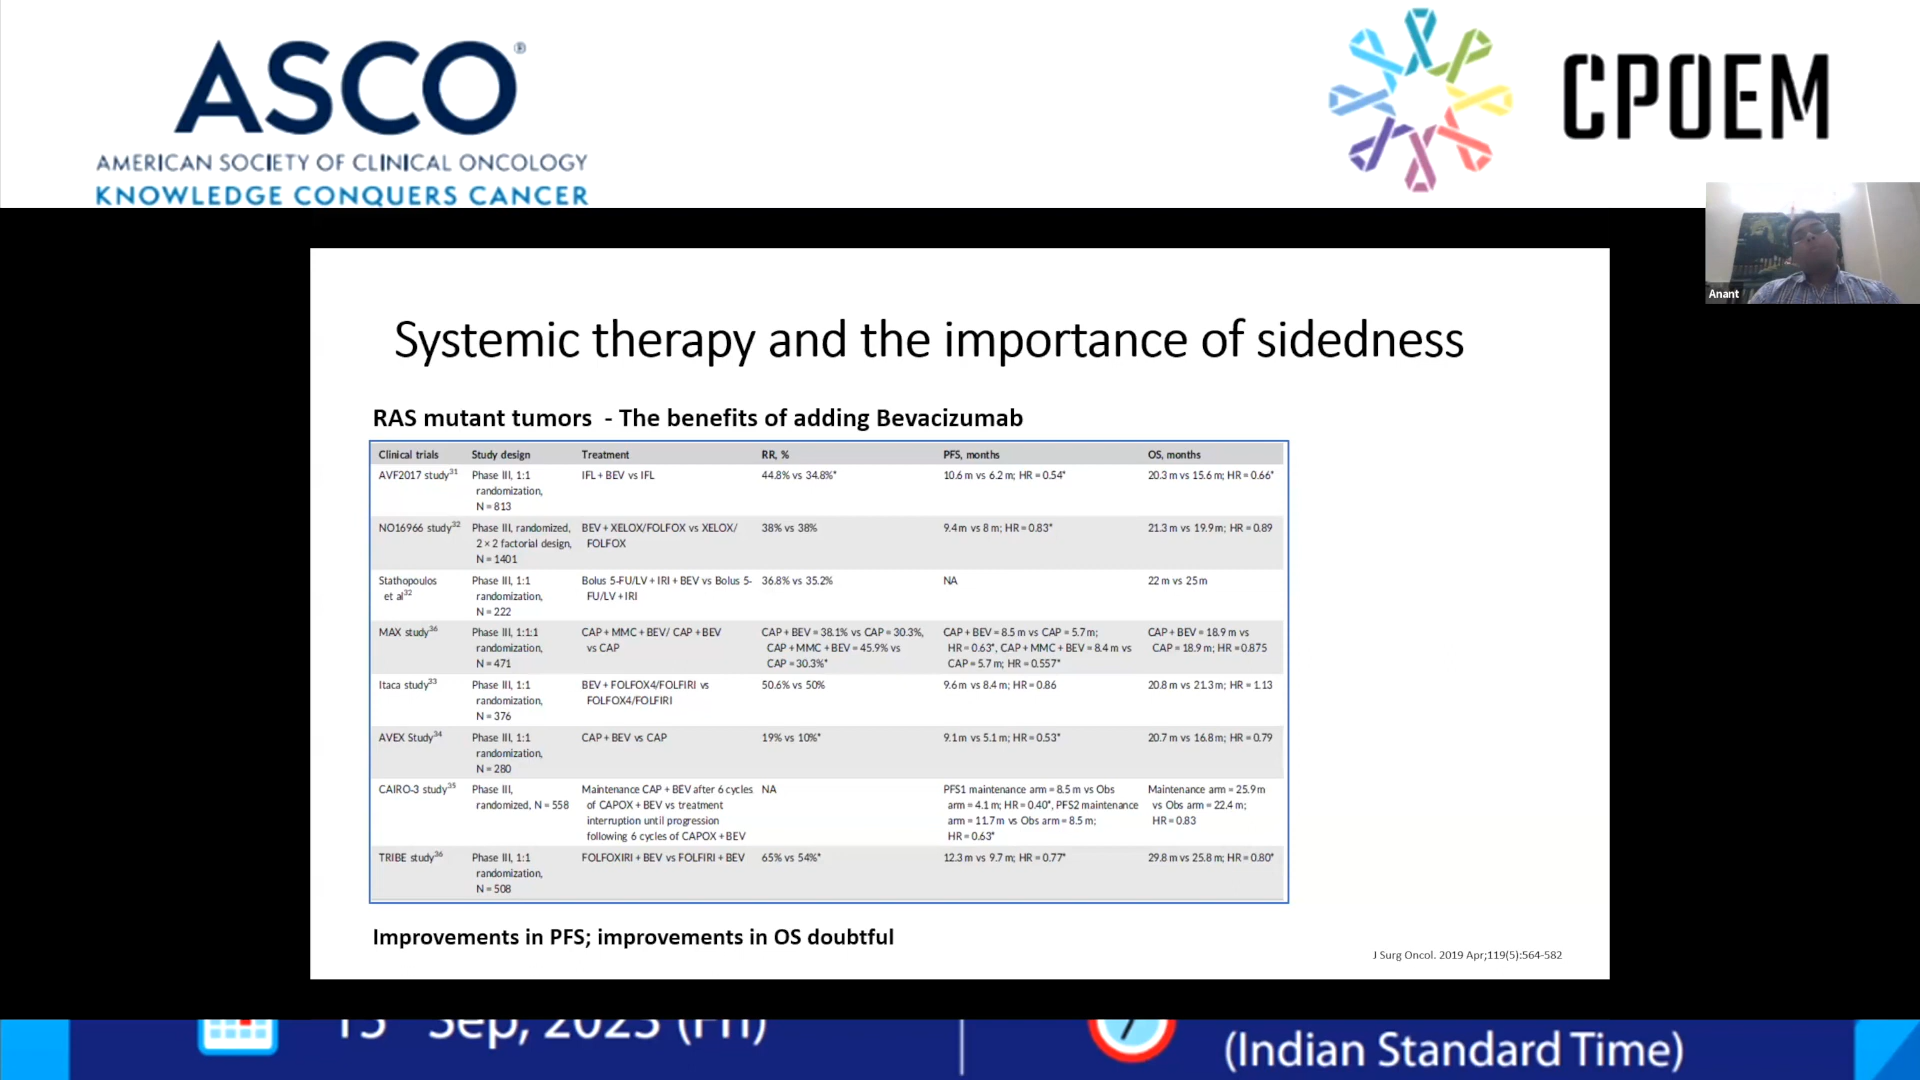 ASCO®
AMERICAN SOCIETY OF CLINICAL ONCOLOGY
KNOWLEDGE CONQUERS CANCER
CPOEM
Anant
Systemic therapy and the importance of sidedness
RAS mutant tumors - The benefits of adding Bevacizumab
Clinical trials Study design Treatment RR, % PFS, months OS, months
AVF2017 study31 Phase III, 1:1 IFL + BEV vs IFL 44.8% vs 34.8%* 10.6 m vs 6.2 m; HR = 0.54* 20.3 m vs 15.6 m; HR = 0.66*
randomization,
N = 813
NO16966 study32 Phase III, randomized, BEV + XELOX/FOLFOX vs XELOX/ 38% vs 38% 9.4 m vs 8 m; HR = 0.83* 21.3 m vs 19.9 m; HR = 0.89
2 × 2 factorial design, FOLFOX
N = 1401
Stathopoulos Phase III, 1:1 Bolus 5-FU/LV + IRI + BEV vs Bolus 5- 36.8% vs 35.2% NA 22 m vs 25 m
et al32 randomization, FU/LV + IRI
N = 222
MAX study36 Phase III, 1:1:1 CAP + MMC + BEV/ CAP + BEV CAP + BEV = 38.1% vs CAP = 30.3%, CAP + BEV = 8.5 m vs CAP = 5.7 m; CAP + BEV = 18.9 m vs
randomization, vs CAP CAP + MMC + BEV = 45.9% vs HR = 0.63*, CAP + MMC + BEV = 8.4 m vs CAP = 18.9 m; HR = 0.875
N = 471 CAP = 30.3%* CAP = 5.7 m; HR = 0.557*
Itaca study33 Phase III, 1:1 BEV + FOLFOX4/FOLFIRI vs 50.6% vs 50% 9.6 m vs 8.4 m; HR = 0.86 20.8 m vs 21.3 m; HR = 1.13
randomization, FOLFOX4/FOLFIRI
N = 376
AVEX Study34 Phase III, 1:1 CAP + BEV vs CAP 19% vs 10%* 9.1 m vs 5.1 m; HR = 0.53* 20.7 m vs 16.8 m; HR = 0.79
randomization,
N = 280
CAIRO-3 study35 Phase III, Maintenance CAP + BEV after 6 cycles NA PFS1 maintenance arm = 8.5 m vs Obs Maintenance arm = 25.9 m
randomized, N = 558 of CAPOX + BEV vs treatment arm = 4.1 m; HR = 0.40*, PFS2 maintenance vs Obs arm = 22.4 m;
interruption until progression arm = 11.7 m vs Obs arm = 8.5 m; HR = 0.83
following 6 cycles of CAPOX + BEV HR = 0.63*
TRIBE study36 Phase III, 1:1 FOLFOXIRI + BEV vs FOLFIRI + BEV 65% vs 54%* 12.3 m vs 9.7 m; HR = 0.77* 29.8 m vs 25.8 m; HR = 0.80*
randomization,
N = 508
Improvements in PFS; improvements in OS doubtful
J Surg Oncol. 2019 Apr;119(5):564-582
Sep, 2023 (Fri)
(Indian Standard Time)